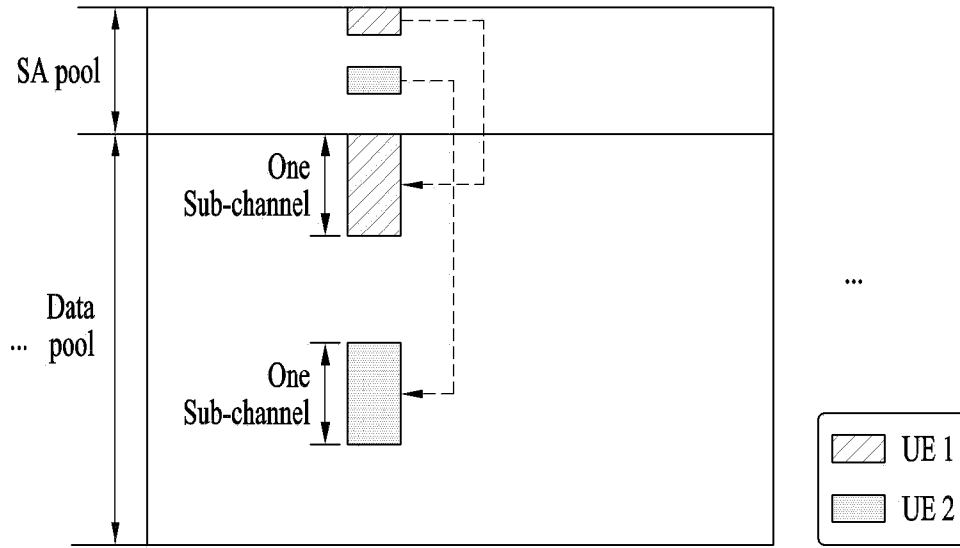 SA pool
One
Sub-channel
Data
... pool
...
One
Sub-channel
UE 1
UE 2